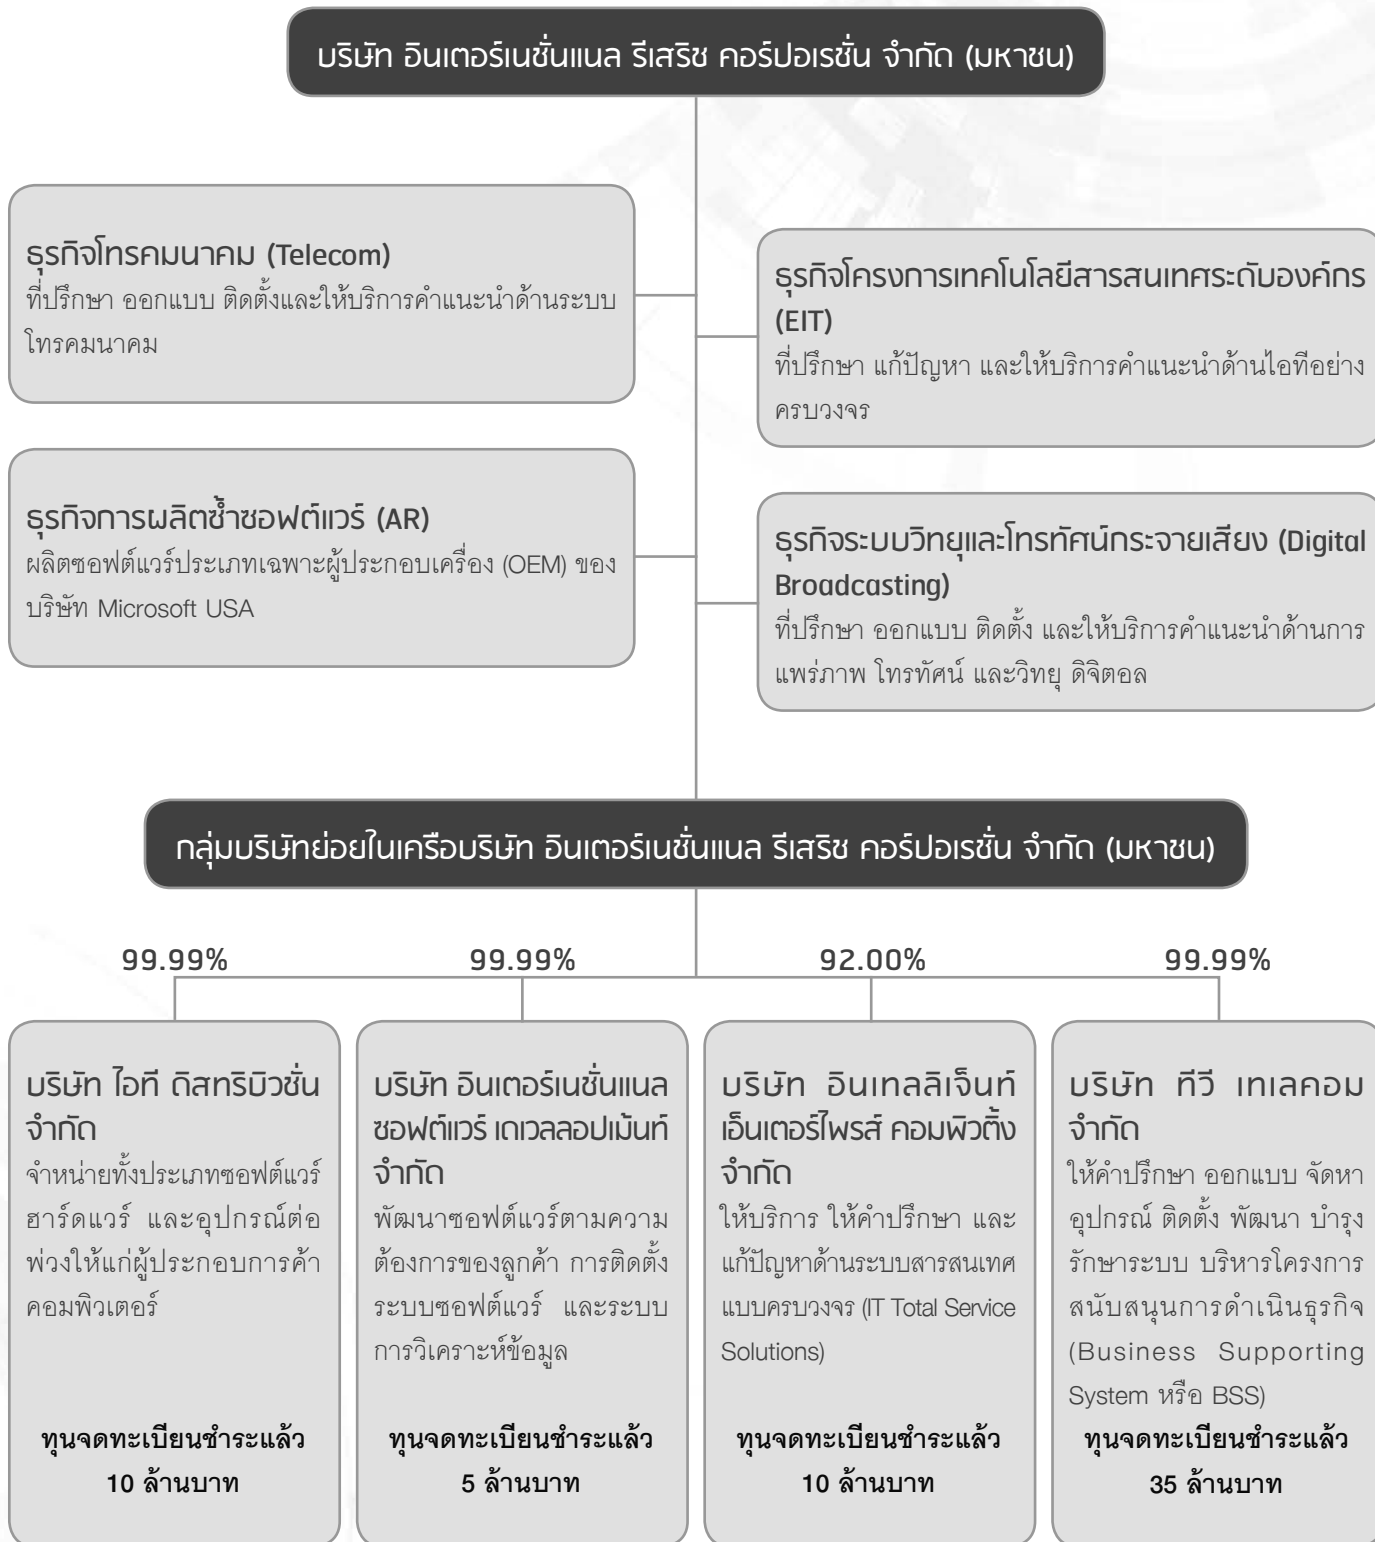 บริษัท อินเตอร์เนชั่นแนล รีเสริช คอร์ปอเรชั่น จำกัด (มหาชน)
ธุรกิจโทรคมนาคม (Telecom)
ที่ปรึกษา ออกแบบ ติดตั้งและให้บริการคำแนะนำด้านระบบ
โทรคมนาคม
ธุรกิจโครงการเทคโนโลยีสารสนเทศระดับองค์กร
(EIT)
ที่ปรึกษา แก้ปัญหา และให้บริการคำแนะนำด้านไอทีอย่าง
ครบวงจร
ธุรกิจการผลิตซ้ำซอฟต์แวร์ (AR)
ผลิตซอฟต์แวร์ประเภทเฉพาะผู้ประกอบเครื่อง (OEM) ของ
บริษัท Microsoft USA
ธุรกิจระบบวิทยุและโทรทัศน์กระจายเสียง (Digital
Broadcasting)
ที่ปรึกษา ออกแบบ ติดตั้ง และให้บริการคำแนะนำด้านการ
แพร่ภาพ โทรทัศน์ และวิทยุ ดิจิตอล
กลุ่มบริษัทย่อยในเครือบริษัท อินเตอร์เนชั่นแนล รีเสริช คอร์ปอเรชั่น จำกัด (มหาชน)
99.99%
99.99%
92.00%
99.99%
บริษัท ไอที ดิสทริบิวชั่น
จำกัด
จำหน่ายทั้งประเภทซอฟต์แวร์
ฮาร์ดแวร์ และอุปกรณ์ต่อ
พ่วงให้แก่ผู้ประกอบการค้า
คอมพิวเตอร์
ทุนจดทะเบียนชำระแล้ว
10 ล้านบาท
บริษัท อินเตอร์เนชั่นแนล
ซอฟต์แวร์ เดเวลลอปเม้นท์
จำกัด
พัฒนาซอฟต์แวร์ตามความ
ต้องการของลูกค้า การติดตั้ง
ระบบซอฟต์แวร์ และระบบ
การวิเคราะห์ข้อมูล
ทุนจดทะเบียนชำระแล้ว
5 ล้านบาท
บริษัท อินเทลลิเจ็นท์
เอ็นเตอร์ไพรส์ คอมพิวติ้ง
จำกัด
ให้บริการ ให้คำปรึกษา และ
แก้ปัญหาด้านระบบสารสนเทศ
แบบครบวงจร (IT Total Service
Solutions)
ทุนจดทะเบียนชำระแล้ว
10 ล้านบาท
บริษัท ทีวี เทเลคอม
จำกัด
ให้คำปรึกษา ออกแบบ จัดหา
อุปกรณ์ ติดตั้ง พัฒนา บำรุง
รักษาระบบ บริหารโครงการ
สนับสนุนการดำเนินธุรกิจ
(Business Supporting
System หรือ BSS)
ทุนจดทะเบียนชำระแล้ว
35 ล้านบาท